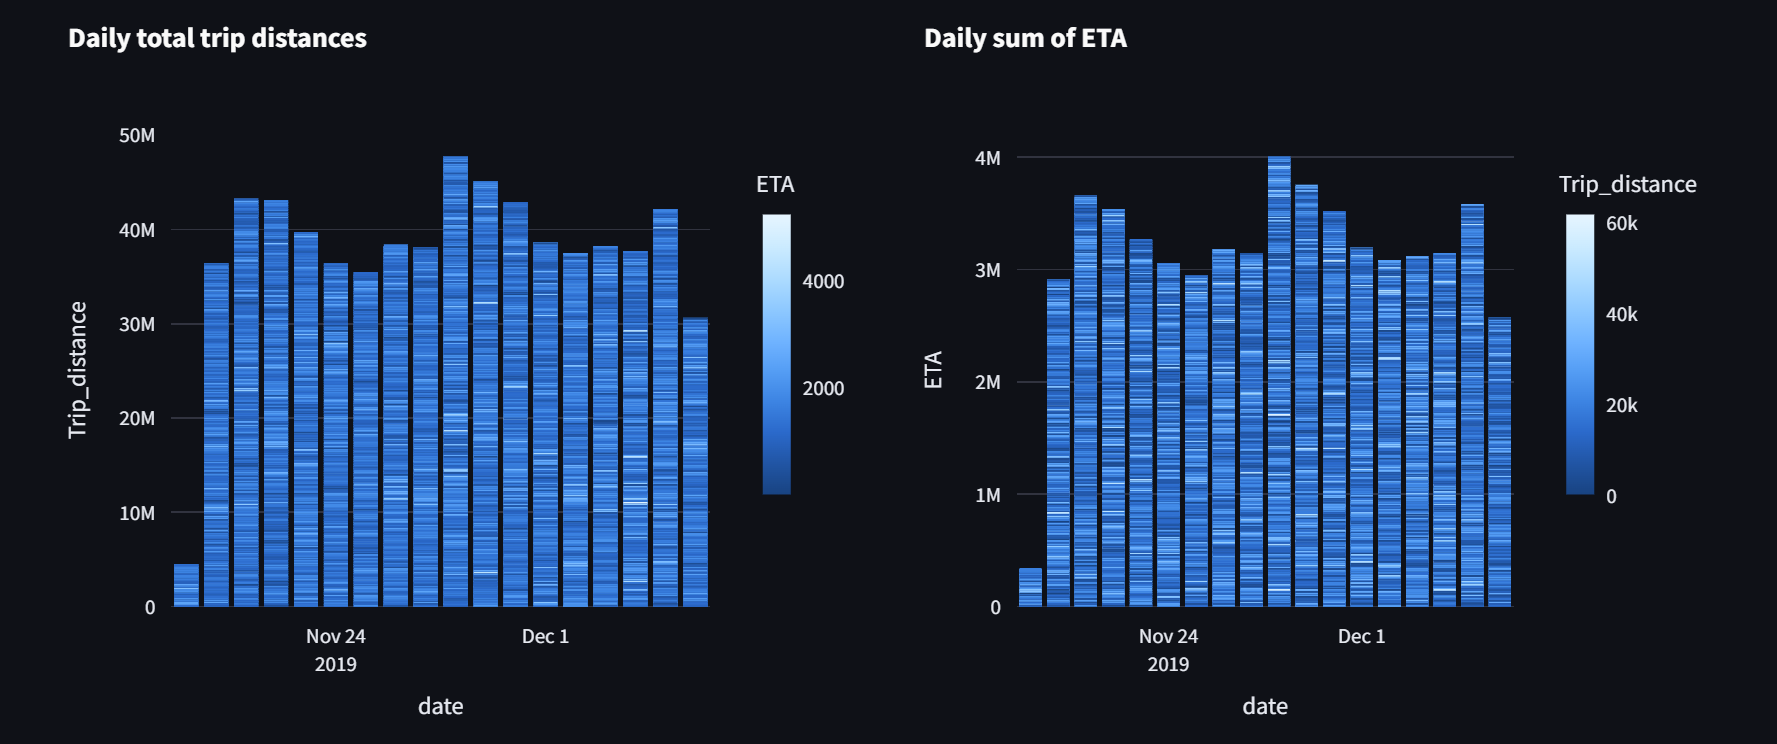 Daily total trip distances
50M
40M
30M
20M
10M
0
Trip_distance
Nov 24
2019
Dec 1
date
ETA
4000
2000
Daily sum of ETA
4M
3M
2M
1M
0
ETA
Nov 24
2019
Dec 1
date
Trip_distance
60k
40k
20k
0